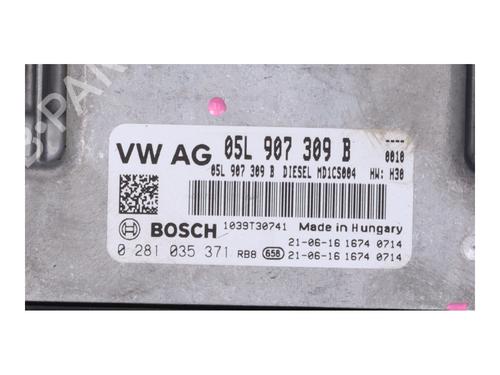 VW AG 05L 907 309 B ----
0010
05L 907 309 B DIESEL MD1CS004 HW: H30
BOSCH 1039T30741 Made in Hungary
0 281 035 371 RBB 658 21-06-16 1674 0714
21-06-16 1674 0714